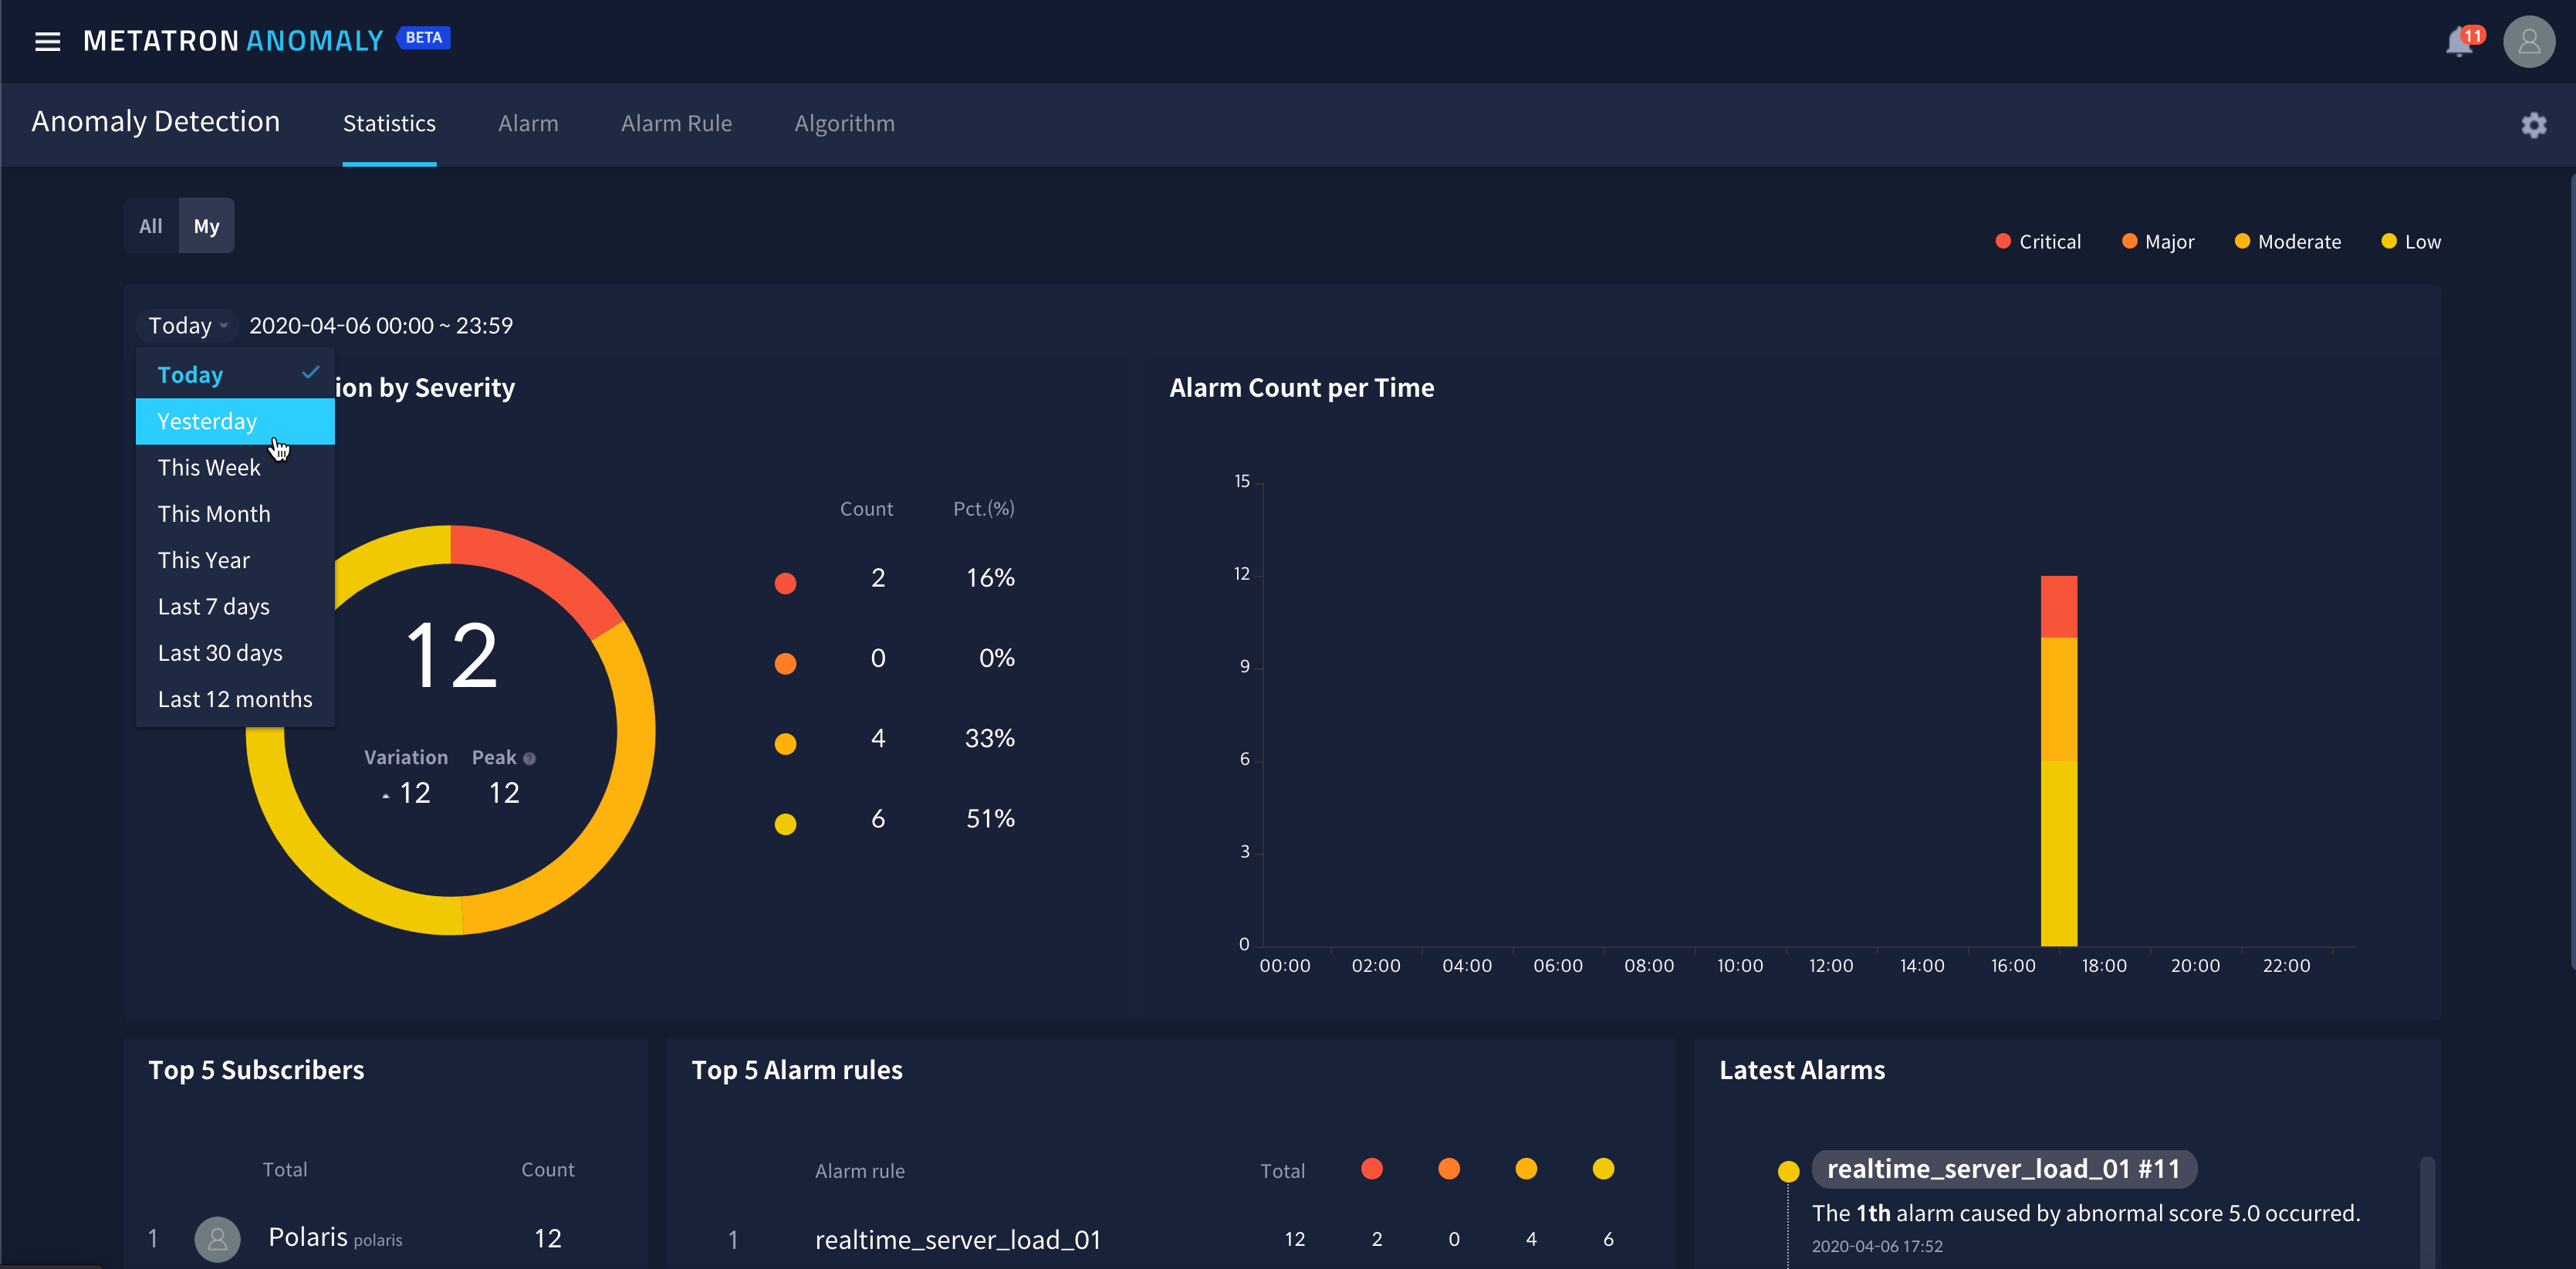 METATRON ANOMALY BETA
11
Anomaly Detection Statistics Alarm Alarm Rule Algorithm
All My
Critical Major Moderate Low
Today 2020-04-06 00:00 ~ 23:59
Today
Yesterday
This Week
This Month
This Year
Last 7 days
Last 30 days
Last 12 months
ion by Severity
12
Variation Peak ?
12 12
Count Pct.(%)
2 16%
0 0%
4 33%
6 51%
Alarm Count per Time
15
12
9
6
3
0
00:00 02:00 04:00 06:00 08:00 10:00 12:00 14:00 16:00 18:00 20:00 22:00
Top 5 Subscribers
Total Count
1 Polaris polaris 12
Top 5 Alarm rules
Alarm rule Total
1 realtime_server_load_01 12 2 0 4 6
Latest Alarms
realtime_server_load_01 #11
The 1th alarm caused by abnormal score 5.0 occurred.
2020-04-06 17:52